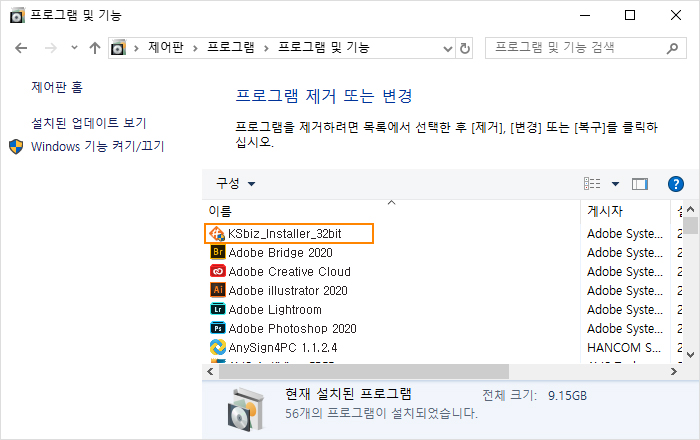 프로그램 및 기능
제어판 프로그램 프로그램 및 기능
프로그램 및 기능 검색
제어판 홈
설치된 업데이트 보기
Windows 기능 켜기/끄기
프로그램 제거 또는 변경
프로그램을 제거하려면 목록에서 선택한 후 [제거], [변경] 또는 [복구]를 클릭하
십시오.
구성
이름 게시자
KSbiz_Installer_32bit Adobe Syste...
Br Adobe Bridge 2020 Adobe Syste...
Adobe Creative Cloud Adobe Syste...
Ai Adobe illustrator 2020 Adobe Syste...
Lr Adobe Lightroom Adobe Syste...
Ps Adobe Photoshop 2020 Adobe Syste...
AnySign4PC 1.1.2.4 HANCOM S...
현재 설치된 프로그램 전체 크기: 9.15GB
56개의 프로그램이 설치되었습니다.